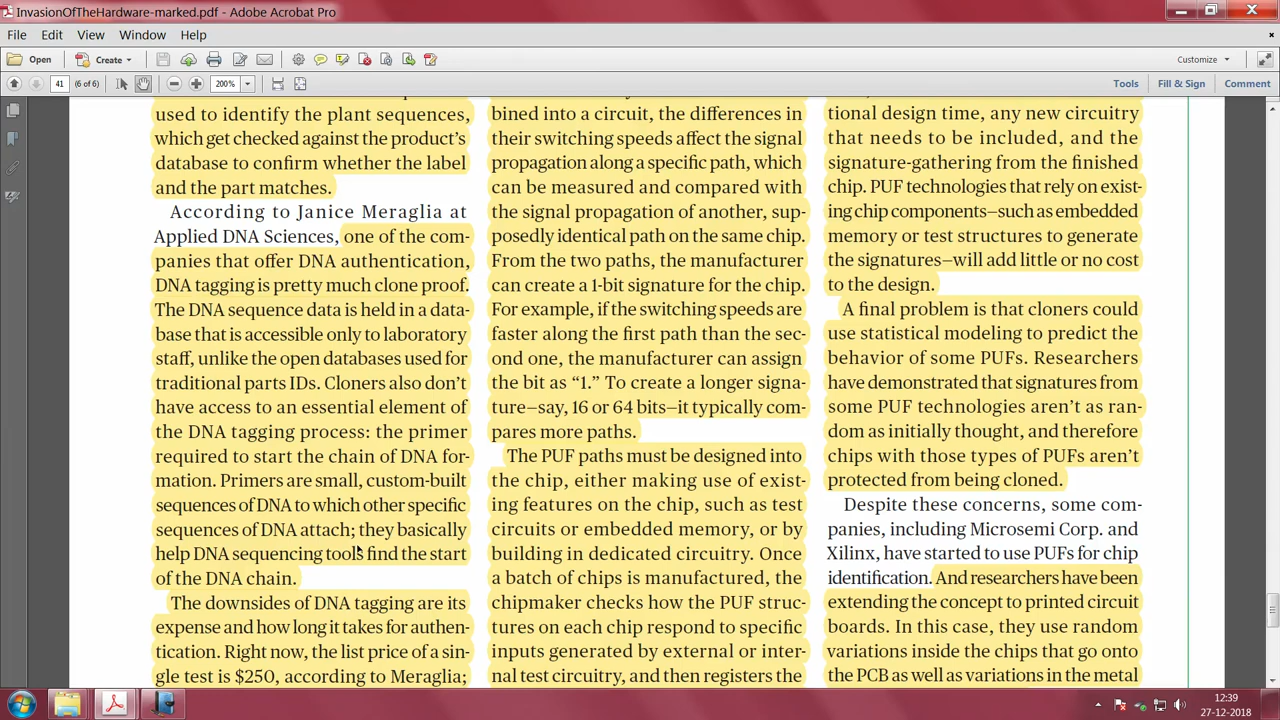 InvasionOfTheHardware-marked.pdf - Adobe Acrobat Pro
File Edit View Window Help
Open Create Customize
41 (6 of 6) 200% Tools Fill & Sign Comment
used to identify the plant sequences,
which get checked against the product’s
database to confirm whether the label
and the part matches.
According to Janice Meraglia at
Applied DNA Sciences, one of the com-
panies that offer DNA authentication,
DNA tagging is pretty much clone proof.
The DNA sequence data is held in a data-
base that is accessible only to laboratory
staff, unlike the open databases used for
traditional parts IDs. Cloners also don’t
have access to an essential element of
the DNA tagging process: the primer
required to start the chain of DNA for-
mation. Primers are small, custom-built
sequences of DNA to which other specific
sequences of DNA attach; they basically
help DNA sequencing tools find the start
of the DNA chain.
The downsides of DNA tagging are its
expense and how long it takes for authen-
tication. Right now, the list price of a sin-
gle test is $250, according to Meraglia;
bined into a circuit, the differences in
their switching speeds affect the signal
propagation along a specific path, which
can be measured and compared with
the signal propagation of another, sup-
posedly identical path on the same chip.
From the two paths, the manufacturer
can create a 1-bit signature for the chip.
For example, if the switching speeds are
faster along the first path than the sec-
ond one, the manufacturer can assign
the bit as “1.” To create a longer signa-
ture—say, 16 or 64 bits—it typically com-
pares more paths.
The PUF paths must be designed into
the chip, either making use of exist-
ing features on the chip, such as test
circuits or embedded memory, or by
building in dedicated circuitry. Once
a batch of chips is manufactured, the
chipmaker checks how the PUF struc-
tures on each chip respond to specific
inputs generated by external or inter-
nal test circuitry, and then registers the
tional design time, any new circuitry
that needs to be included, and the
signature-gathering from the finished
chip. PUF technologies that rely on exist-
ing chip components—such as embedded
memory or test structures to generate
the signatures—will add little or no cost
to the design.
A final problem is that cloners could
use statistical modeling to predict the
behavior of some PUFs. Researchers
have demonstrated that signatures from
some PUF technologies aren’t as ran-
dom as initially thought, and therefore
chips with those types of PUFs aren’t
protected from being cloned.
Despite these concerns, some com-
panies, including Microsemi Corp. and
Xilinx, have started to use PUFs for chip
identification. And researchers have been
extending the concept to printed circuit
boards. In this case, they use random
variations inside the chips that go onto
the PCB as well as variations in the metal
12:39
27-12-2018